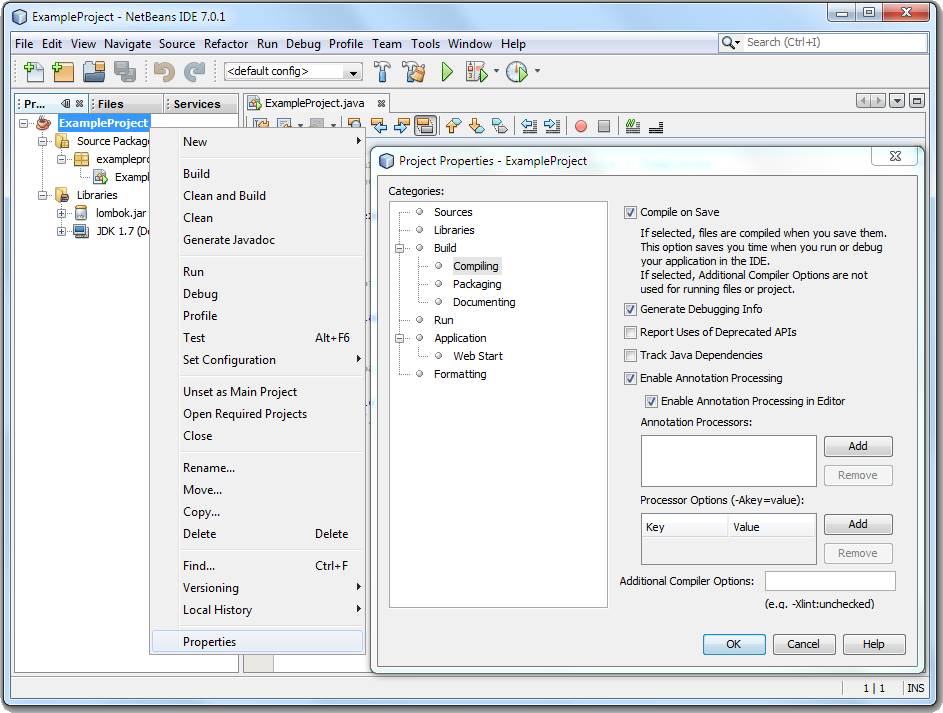 ExampleProject - NetBeans IDE 7.0.1
File Edit View Navigate Source Refactor Run Debug Profile Team Tools Window Help
Search (Ctrl+I)
<default config>
Pr... Files Services
ExampleProject.java
ExampleProject
Source Packag
examplepro
Exampl
Libraries
lombok.jar
JDK 1.7 (De
New
Build
Clean and Build
Clean
Generate Javadoc
Run
Debug
Profile
Test Alt+F6
Set Configuration
Unset as Main Project
Open Required Projects
Close
Rename...
Move...
Copy...
Delete Delete
Find... Ctrl+F
Versioning
Local History
Properties
Project Properties - ExampleProject
Categories:
Sources
Libraries
Build
Compiling
Packaging
Documenting
Run
Application
Web Start
Formatting
Compile on Save
If selected, files are compiled when you save them.
This option saves you time when you run or debug
your application in the IDE.
If selected, Additional Compiler Options are not
used for running files or project.
Generate Debugging Info
Report Uses of Deprecated APIs
Track Java Dependencies
Enable Annotation Processing
Enable Annotation Processing in Editor
Annotation Processors:
Add
Remove
Processor Options (-Akey=value):
Key Value
Add
Remove
Additional Compiler Options:
(e.g. -Xlint:unchecked)
OK Cancel Help
1 | 1 INS